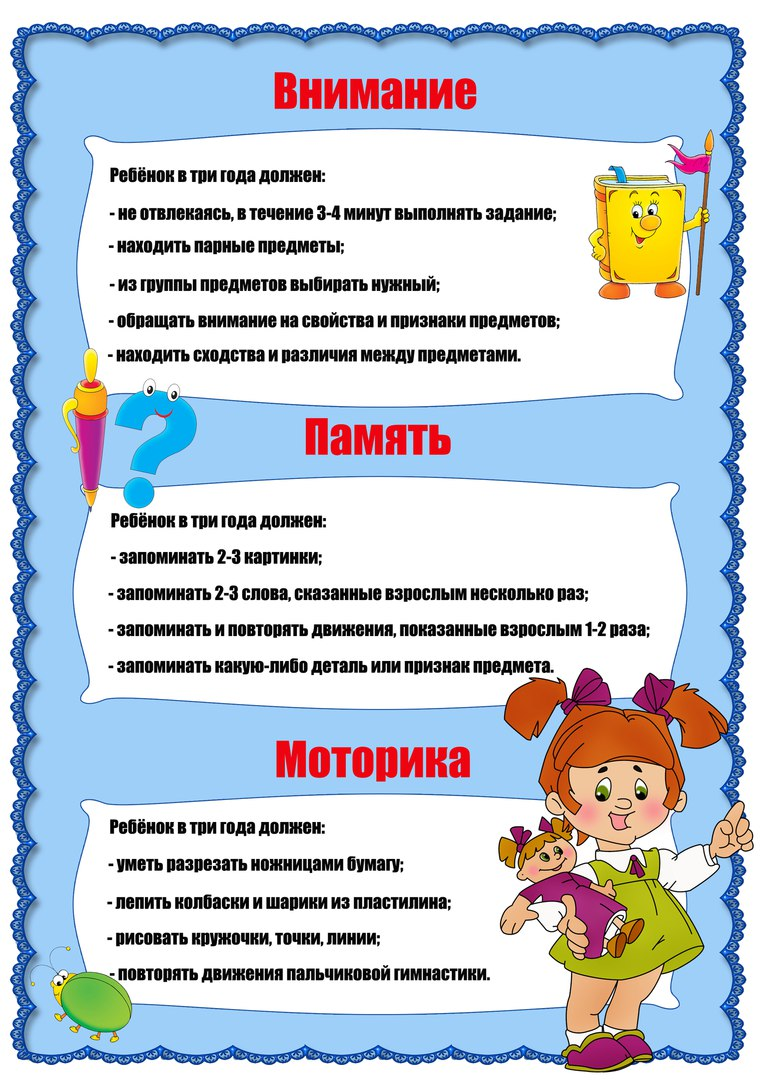 Внимание
Ребёнок в три года должен:
- не отвлекаясь, в течение 3-4 минут выполнять задание;
- находить парные предметы;
- из группы предметов выбирать нужный;
- обращать внимание на свойства и признаки предметов;
- находить сходства и различия между предметами.
Память
Ребёнок в три года должен:
- запоминать 2-3 картинки;
- запоминать 2-3 слова, сказанные взрослым несколько раз;
- запоминать и повторять движения, показанные взрослым 1-2 раза;
- запоминать какую-либо деталь или признак предмета.
Моторика
Ребёнок в три года должен:
- уметь разрезать ножницами бумагу;
- лепить колбаски и шарики из пластилина;
- рисовать кружочки, точки, линии;
- повторять движения пальчиковой гимнастики.